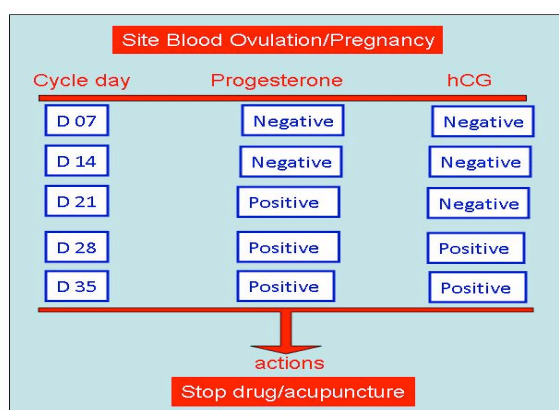 Site Blood Ovulation/Pregnancy
Cycle day Progesterone hCG
D 07 Negative Negative
D 14 Negative Negative
D 21 Positive Negative
D 28 Positive Positive
D 35 Positive Positive
actions
Stop drug/acupuncture